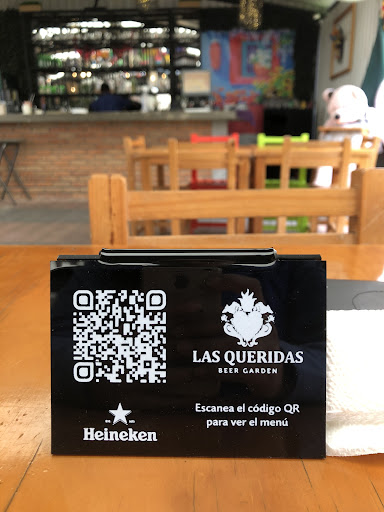 LAS QUERIDAS
BEER GARDEN
Heineken
Escanea el código QR
para ver el menú